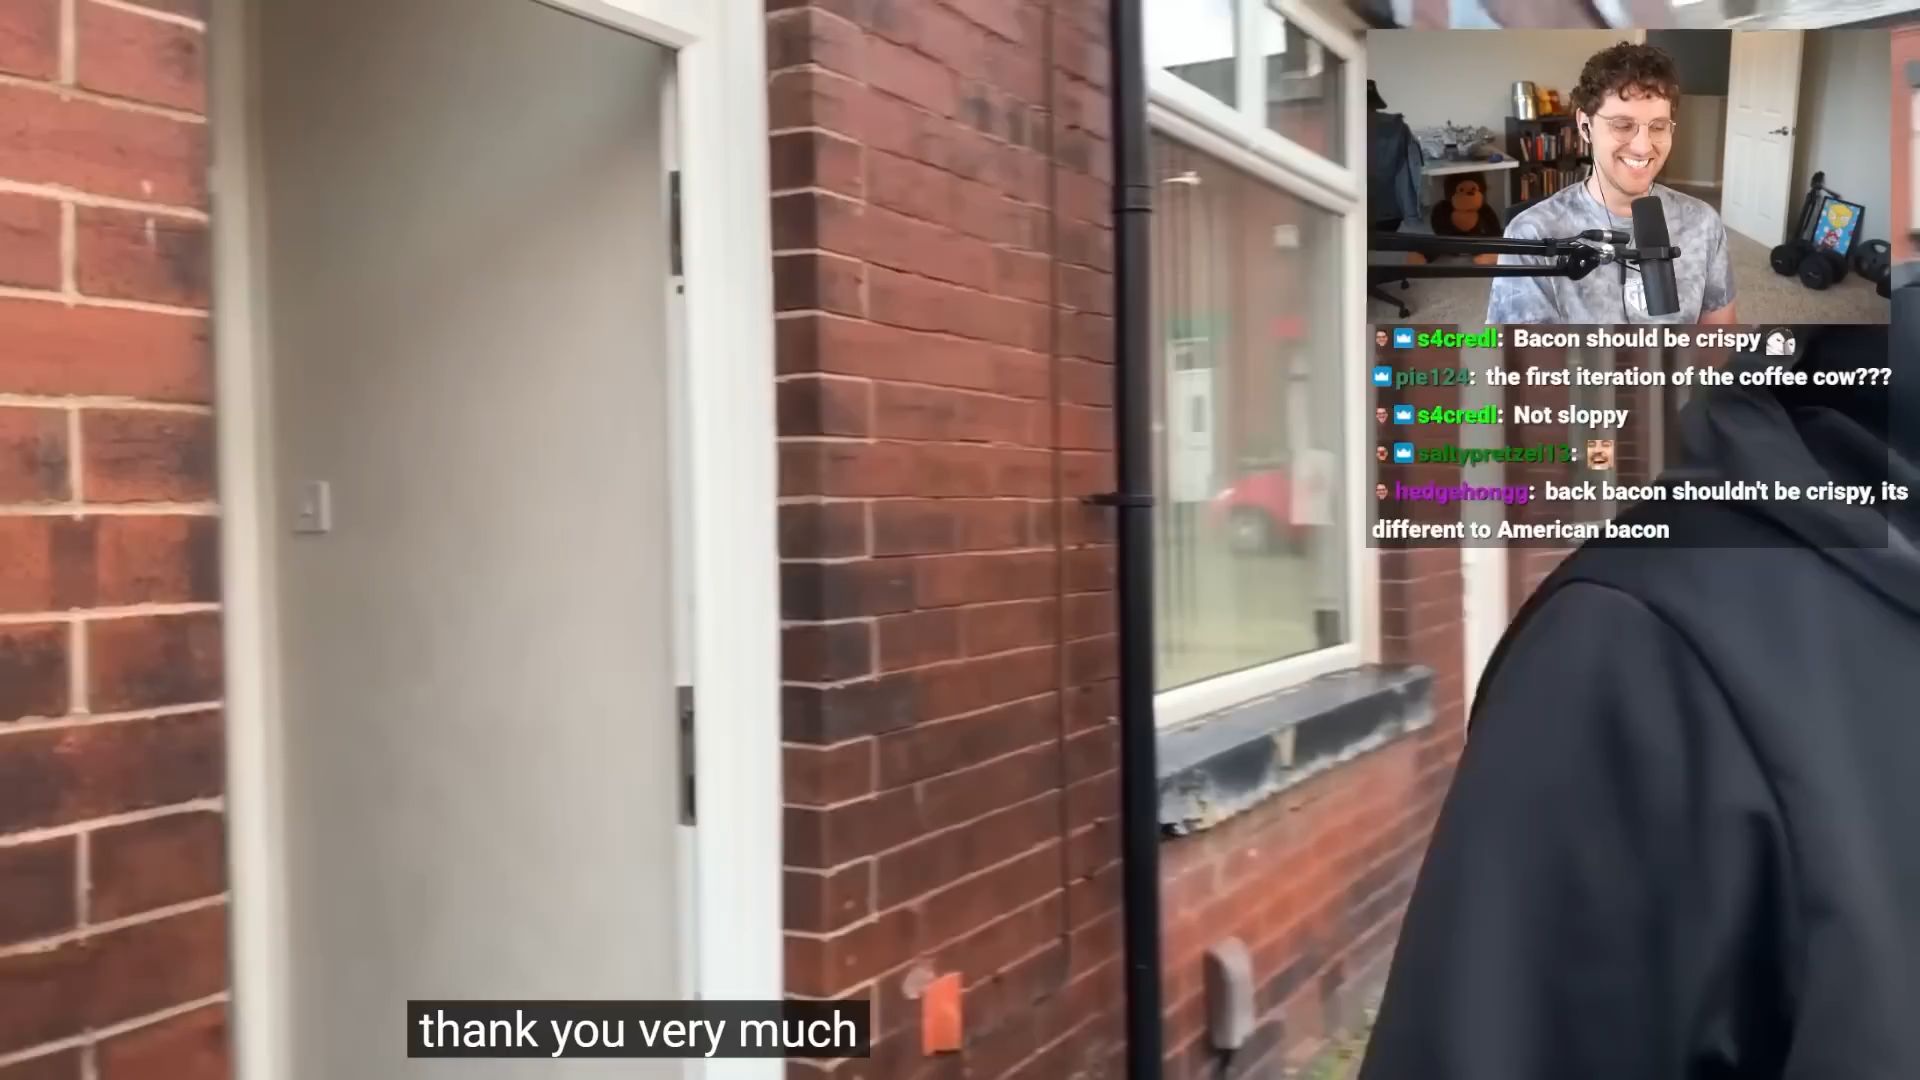 s4credl: Bacon should be crispy
pie124: the first iteration of the coffee cow???
s4credl: Not sloppy
saltypretzel13:
hedgehongg: back bacon shouldn't be crispy, its
different to American bacon
thank you very much